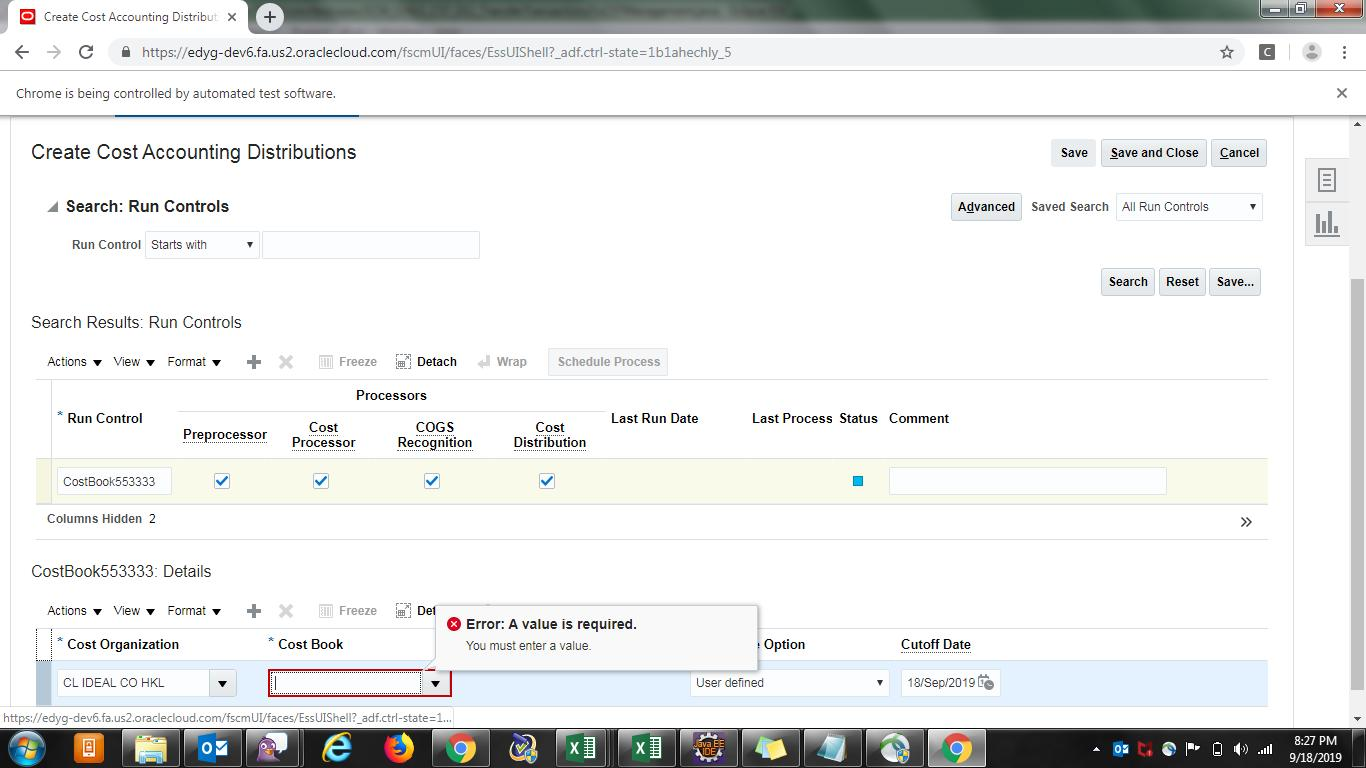 Create Cost Accounting Distribut
https://edyg-dev6.fa.us2.oraclecloud.com/fscmUI/faces/EssUIShell?_adf.ctrl-state=1b1ahechly_5
C
Chrome is being controlled by automated test software.
Create Cost Accounting Distributions
Save
Save and Close
Cancel
Search: Run Controls
Advanced
Saved Search
All Run Controls
Run Control
Starts with
Search
Reset
Save...
Search Results: Run Controls
Actions
View
Format
Freeze
Detach
Wrap
Schedule Process
Processors
* Run Control
Preprocessor
Cost Processor
COGS Recognition
Cost Distribution
Last Run Date
Last Process
Status
Comment
CostBook553333
Columns Hidden 2
CostBook553333: Details
Actions
View
Format
Freeze
Error: A value is required.
You must enter a value.
* Cost Organization
* Cost Book
Option
Cutoff Date
CL IDEAL CO HKL
User defined
18/Sep/2019
https://edyg-dev6.fa.us2.oraclecloud.com/fscmUI/faces/EssUIShell?_adf.ctrl-state=1...
Java EE
IDE
8:27 PM
9/18/2019